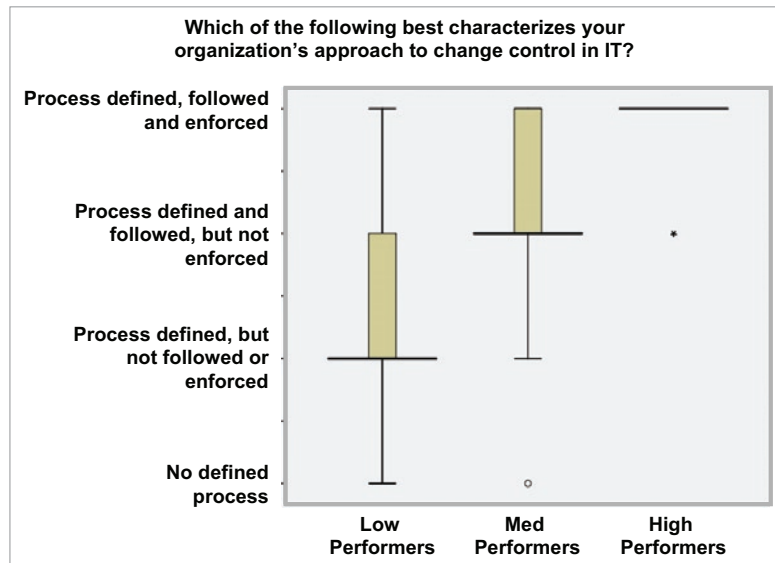 Which of the following best characterizes your
organization’s approach to change control in IT?
Process defined, followed
and enforced
Process defined and
followed, but not
enforced
Process defined, but
not followed or
enforced
No defined
process
Low
Performers
Med
Performers
High
Performers